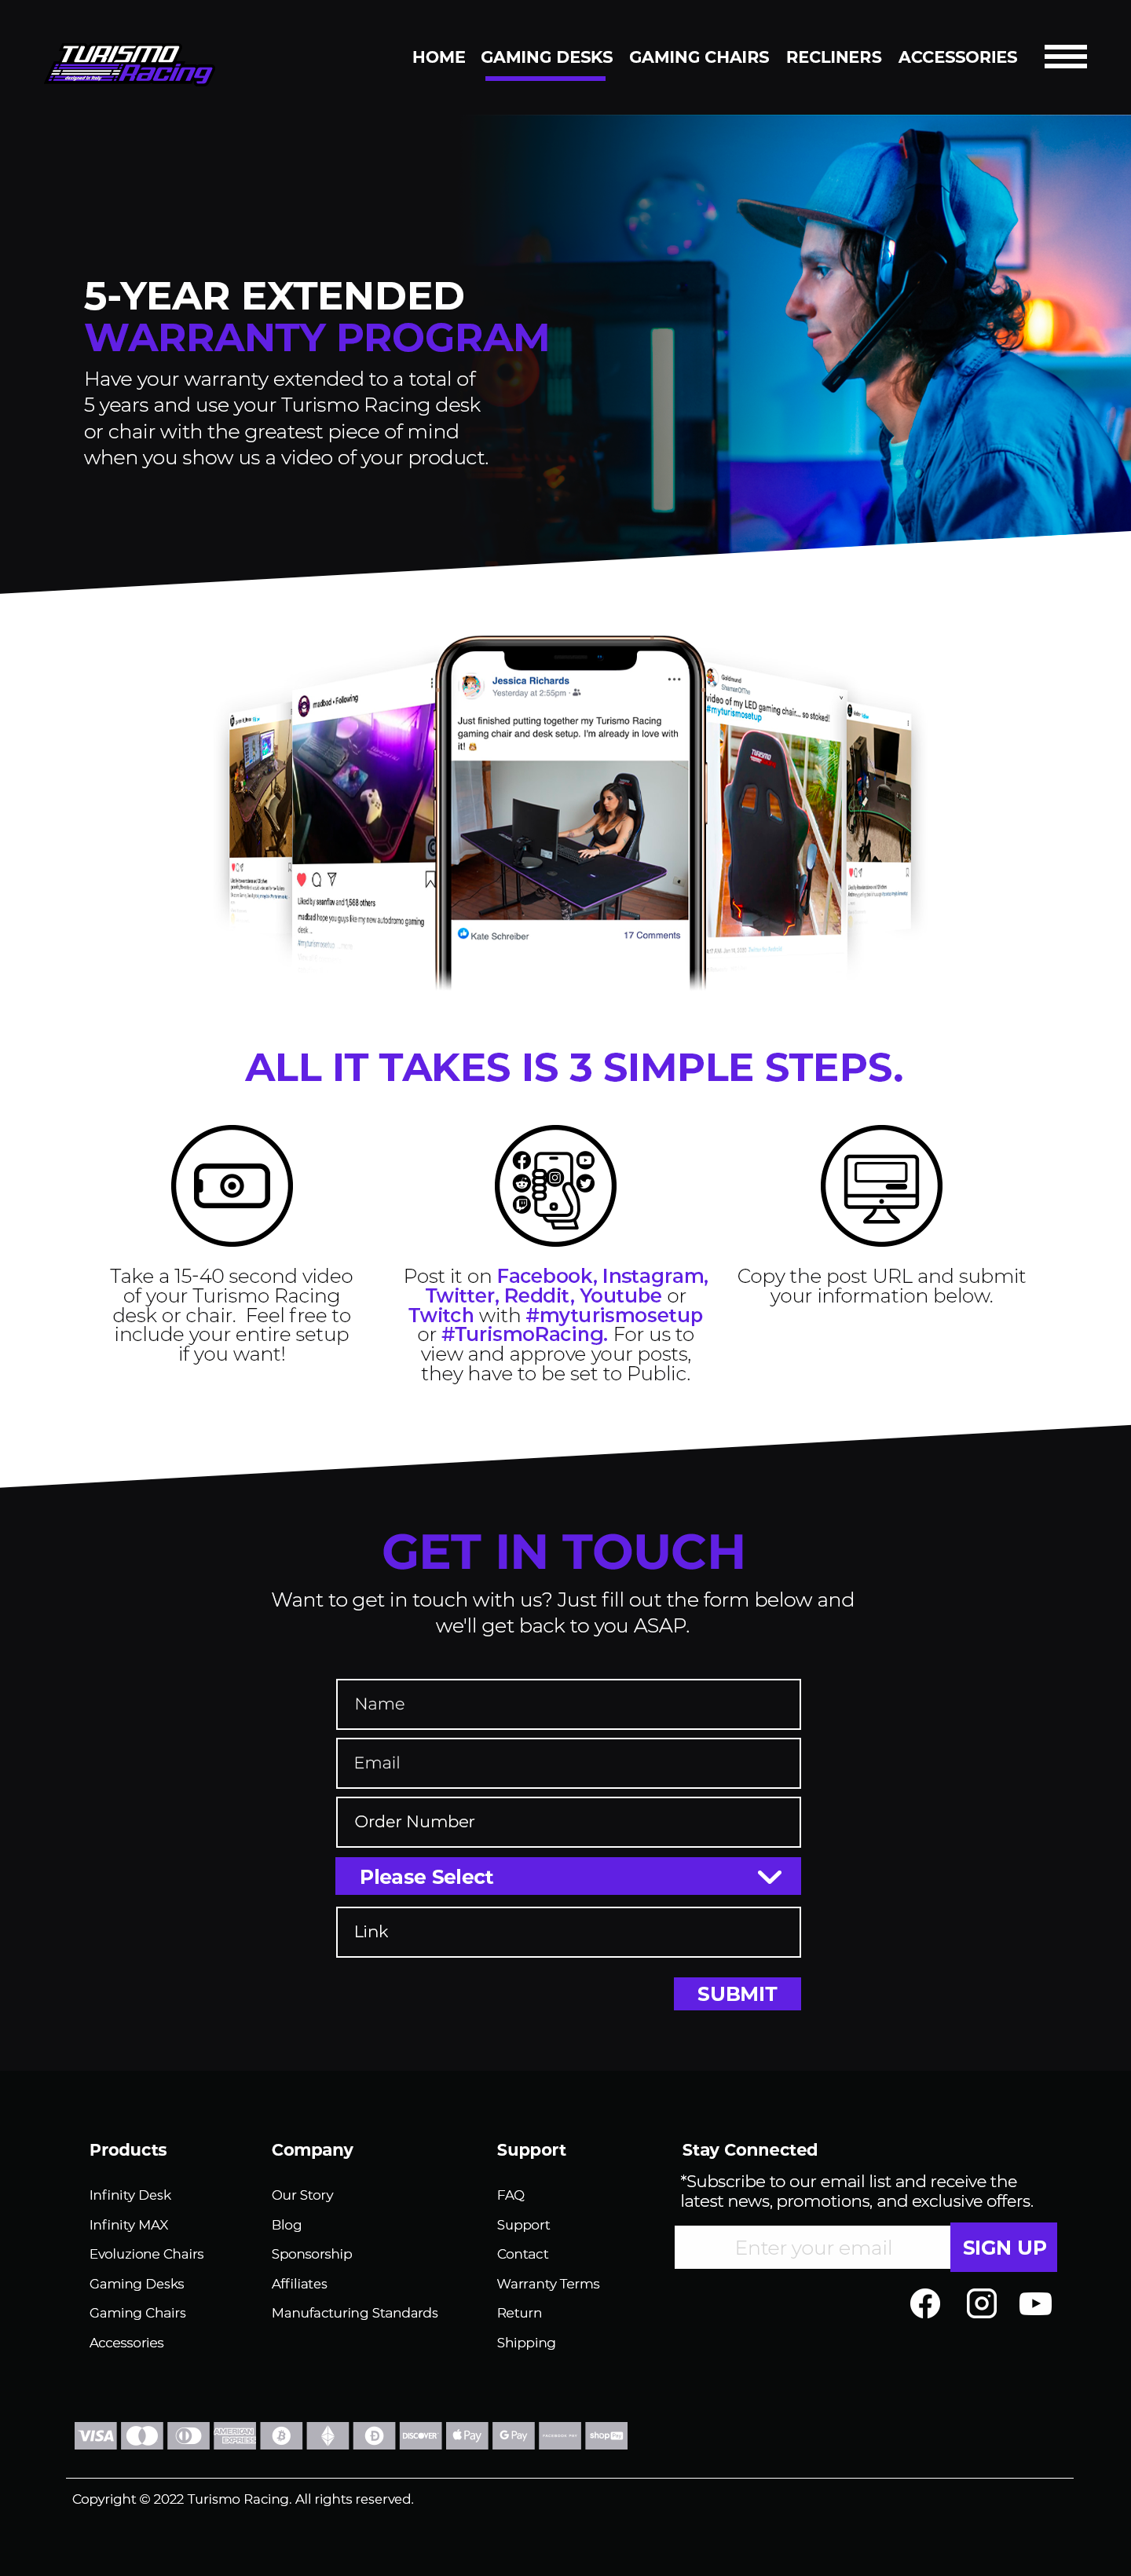 TURISMO
Racing
designed in Italy
HOME GAMING DESKS GAMING CHAIRS RECLINERS ACCESSORIES
5-YEAR EXTENDED
WARRANTY PROGRAM
Have your warranty extended to a total of
5 years and use your Turismo Racing desk
or chair with the greatest piece of mind
when you show us a video of your product.
madbad • Following
Liked by seanflav and 1,568 others
madbad hope you guys like my new autodromo gaming
desk ..
#myturismosetup
Jessica Richards
Yesterday at 2:55pm
Just finished putting together my Turismo Racing
gaming chair and desk setup. I'm already in love with
it!
Kate Schreiber 17 Comments
Goldmund
video of my LED gaming chair... so stoked!
#myturismosetup
TURISMO
ALL IT TAKES IS 3 SIMPLE STEPS.
Take a 15-40 second video
of your Turismo Racing
desk or chair. Feel free to
include your entire setup
if you want!
Post it on Facebook, Instagram,
Twitter, Reddit, Youtube or
Twitch with #myturismosetup
or #TurismoRacing. For us to
view and approve your posts,
they have to be set to Public.
Copy the post URL and submit
your information below.
GET IN TOUCH
Want to get in touch with us? Just fill out the form below and
we'll get back to you ASAP.
Name
Email
Order Number
Please Select
Link
SUBMIT
Products
Infinity Desk
Infinity MAX
Evoluzione Chairs
Gaming Desks
Gaming Chairs
Accessories
Company
Our Story
Blog
Sponsorship
Affiliates
Manufacturing Standards
Support
FAQ
Support
Contact
Warranty Terms
Return
Shipping
Stay Connected
*Subscribe to our email list and receive the
latest news, promotions, and exclusive offers.
Enter your email
SIGN UP
VISA AMERICAN EXPRESS DISCOVER Pay G Pay shop Pay
Copyright © 2022 Turismo Racing. All rights reserved.